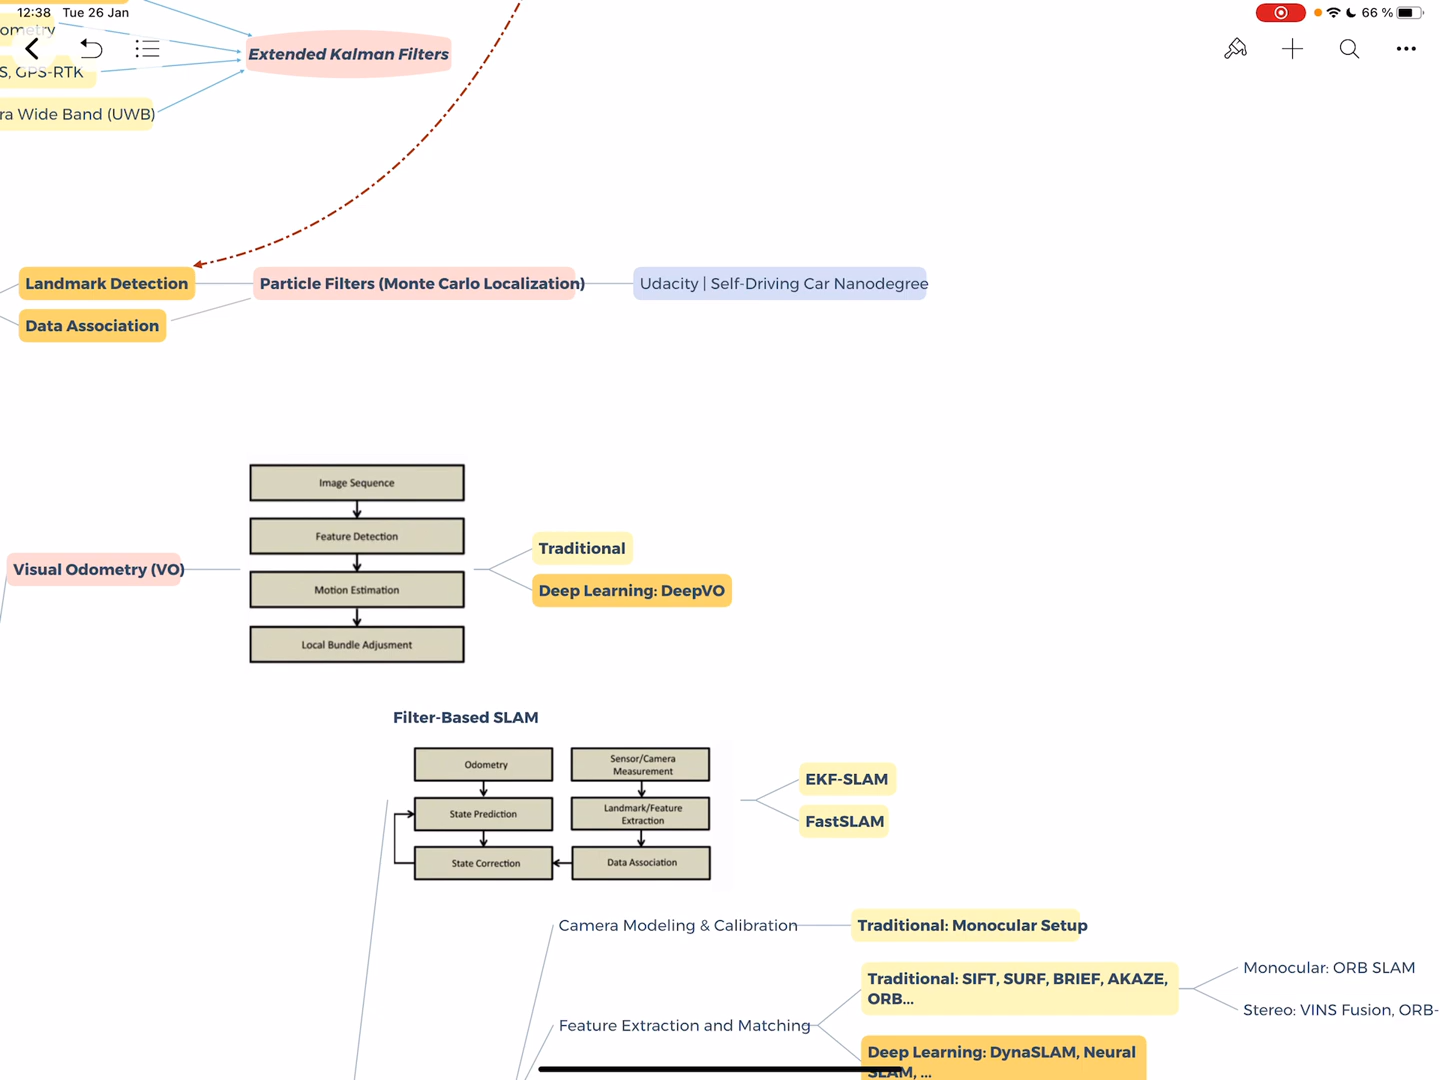 12:38 Tue 26 Jan
66 %
ometry
Extended Kalman Filters
S, GPS-RTK
ra Wide Band (UWB)
Landmark Detection
Particle Filters (Monte Carlo Localization)
Udacity | Self-Driving Car Nanodegree
Data Association
Image Sequence
Feature Detection
Motion Estimation
Local Bundle Adjusment
Visual Odometry (VO)
Traditional
Deep Learning: DeepVO
Filter-Based SLAM
Odometry
Sensor/Camera
Measurement
State Prediction
Landmark/Feature
Extraction
State Correction
Data Association
EKF-SLAM
FastSLAM
Camera Modeling & Calibration
Traditional: Monocular Setup
Feature Extraction and Matching
Traditional: SIFT, SURF, BRIEF, AKAZE,
ORB...
Monocular: ORB SLAM
Stereo: VINS Fusion, ORB-
Deep Learning: DynaSLAM, Neural
SLAM, ...